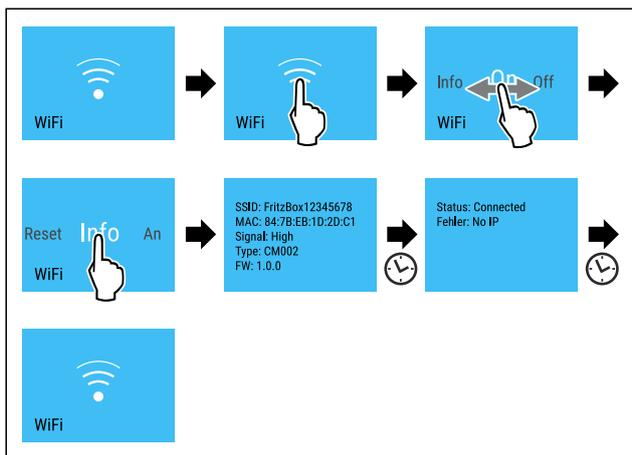 WiFi
WiFi
Info On Off
WiFi
Reset Info An
WiFi
SSID: FritzBox12345678
MAC: 84:7B:EB:1D:2D:C1
Signal: High
Type: CM002
FW: 1.0.0
Status: Connected
Fehler: No IP
WiFi